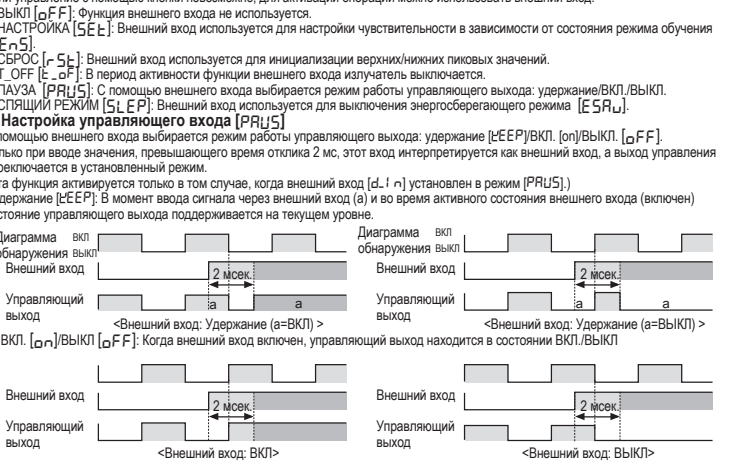 ВЫКЛ [oFF]: Функция внешнего входа не используется.
НАСТРОЙКА [SEt]: Внешний вход используется для настройки чувствительности в зависимости от состояния режима обучения
[EnS].
СБРОС [rSt]: Внешний вход используется для инициализации верхних/нижних пиковых значений.
T_OFF [t_oF]: В период активности функции внешнего входа излучатель выключается.
ПАУЗА [PAUS]: С помощью внешнего входа выбирается режим работы управляющего выхода: удержание/ВКЛ./ВЫКЛ.
СПЯЩИЙ РЕЖИМ [SLEP]: Внешний вход используется для выключения энергосберегающего режима [ESAu].
Настройка управляющего входа [PAUS]
помощью внешнего входа выбирается режим работы управляющего выхода: удержание [KEEP]/ВКЛ. [on]/ВЫКЛ. [oFF].
лько при вводе значения, превышающего время отклика 2 мс, этот вход интерпретируется как внешний вход, а выход управления
реключается в установленный режим.
та функция активируется только в том случае, когда внешний вход [d_In] установлен в режим [PAUS].)
держание [KEEP]: В момент ввода сигнала через внешний вход (а) и во время активного состояния внешнего входа (включен)
стояние управляющего выхода поддерживается на текущем уровне.
Диаграмма вкл
обнаружения выкл
Внешний вход
2 мсек.
Управляющий выход
а
а
<Внешний вход: Удержание (а=ВКЛ) >
Диаграмма вкл
обнаружения выкл
Внешний вход
2 мсек.
Управляющий выход
а
а
<Внешний вход: Удержание (а=ВЫКЛ) >
ВКЛ. [on]/ВЫКЛ [oFF]: Когда внешний вход включен, управляющий выход находится в состоянии ВКЛ./ВЫКЛ
Внешний вход
2 мсек.
Управляющий выход
<Внешний вход: ВКЛ>
Внешний вход
2 мсек.
Управляющий выход
<Внешний вход: ВЫКЛ>